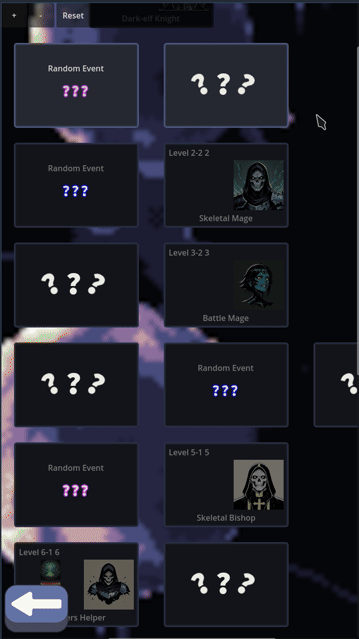 + - Reset
Dark-elf Knight
Random Event
???
???
Random Event
???
Level 2-2 2
Skeletal Mage
???
Level 3-2 3
Battle Mage
???
Random Event
???
?
Random Event
???
Level 5-1 5
Skeletal Bishop
Level 6-1 6
Helper
???